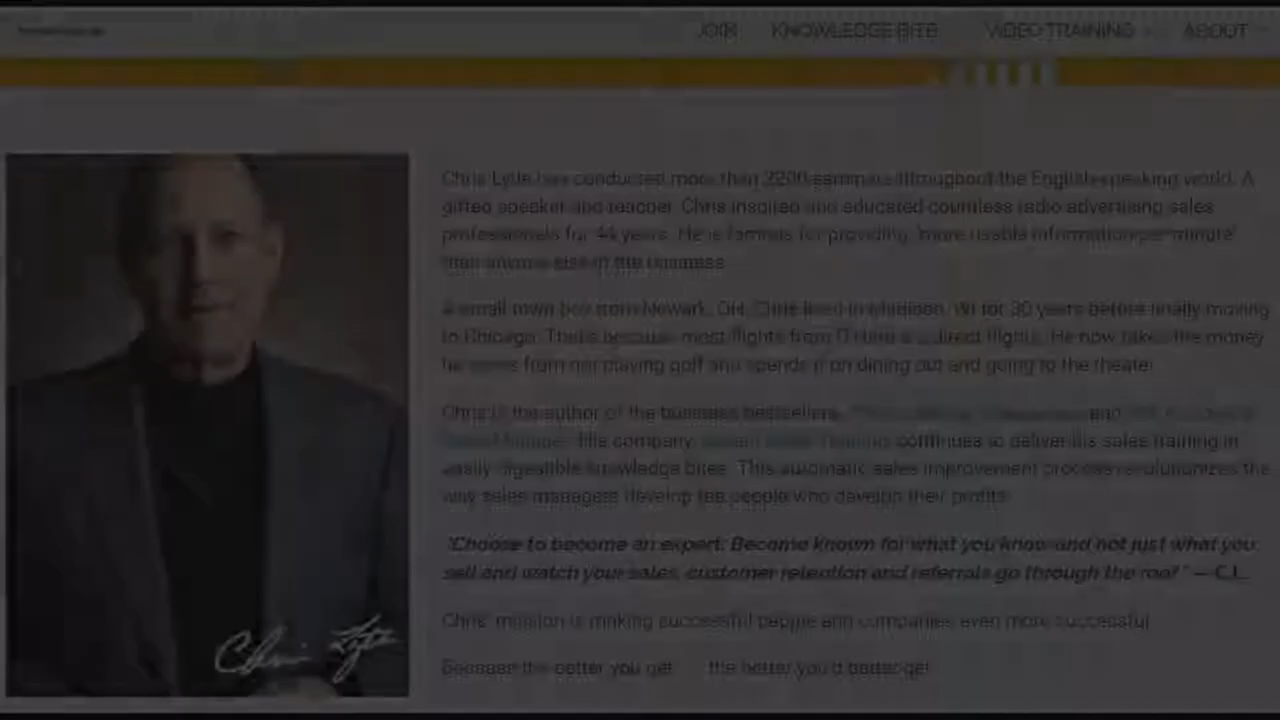 JOIN KNOWLEDGE BITE VIDEO TRAINING ABOUT
Chris Lytle has conducted more than 2200 seminars throughout the English-speaking world. A
gifted speaker and teacher, Chris inspired and educated countless radio advertising sales
professionals for 44 years. He is famous for providing "more usable information per minute"
than anyone else in the business.
A small town boy from Newark, OH, Chris lived in Madison, WI for 30 years before finally moving
to Chicago. That's because most flights from O'Hare are direct flights. He now takes the money
he saves from not playing golf and spends it on dining out and going to the theater.
Chris is the author of the business bestsellers, and
His company, continues to deliver his sales training in
easily digestible knowledge bites. This automatic sales improvement process revolutionizes the
way sales managers develop the people who develop their profits.
"Choose to become an expert. Become known for what you know and not just what you
sell and watch your sales, customer retention and referrals go through the roof." — C.L.
Chris' mission is making successful people and companies even more successful.
Because the better you get the better you'd better get.
Chris Lytle